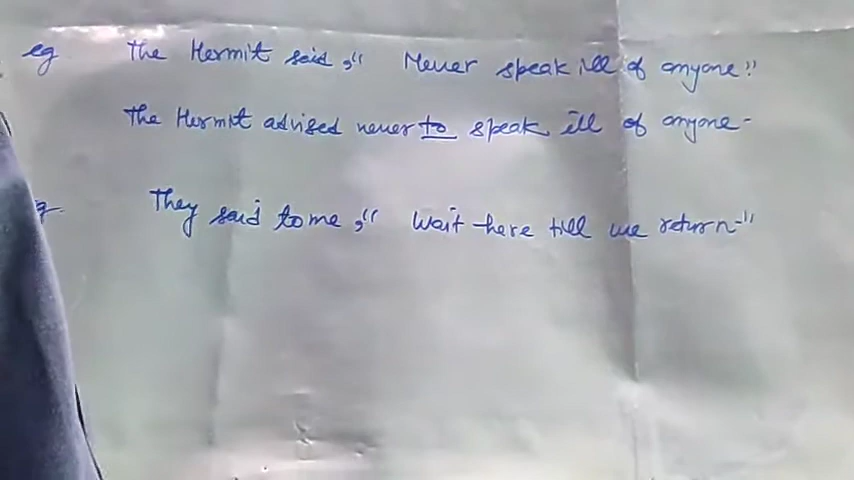 eg The Hermit said," Never speak ill of anyone."
The Hermit advised never to speak ill of anyone.
They said to me," Wait here till we return."